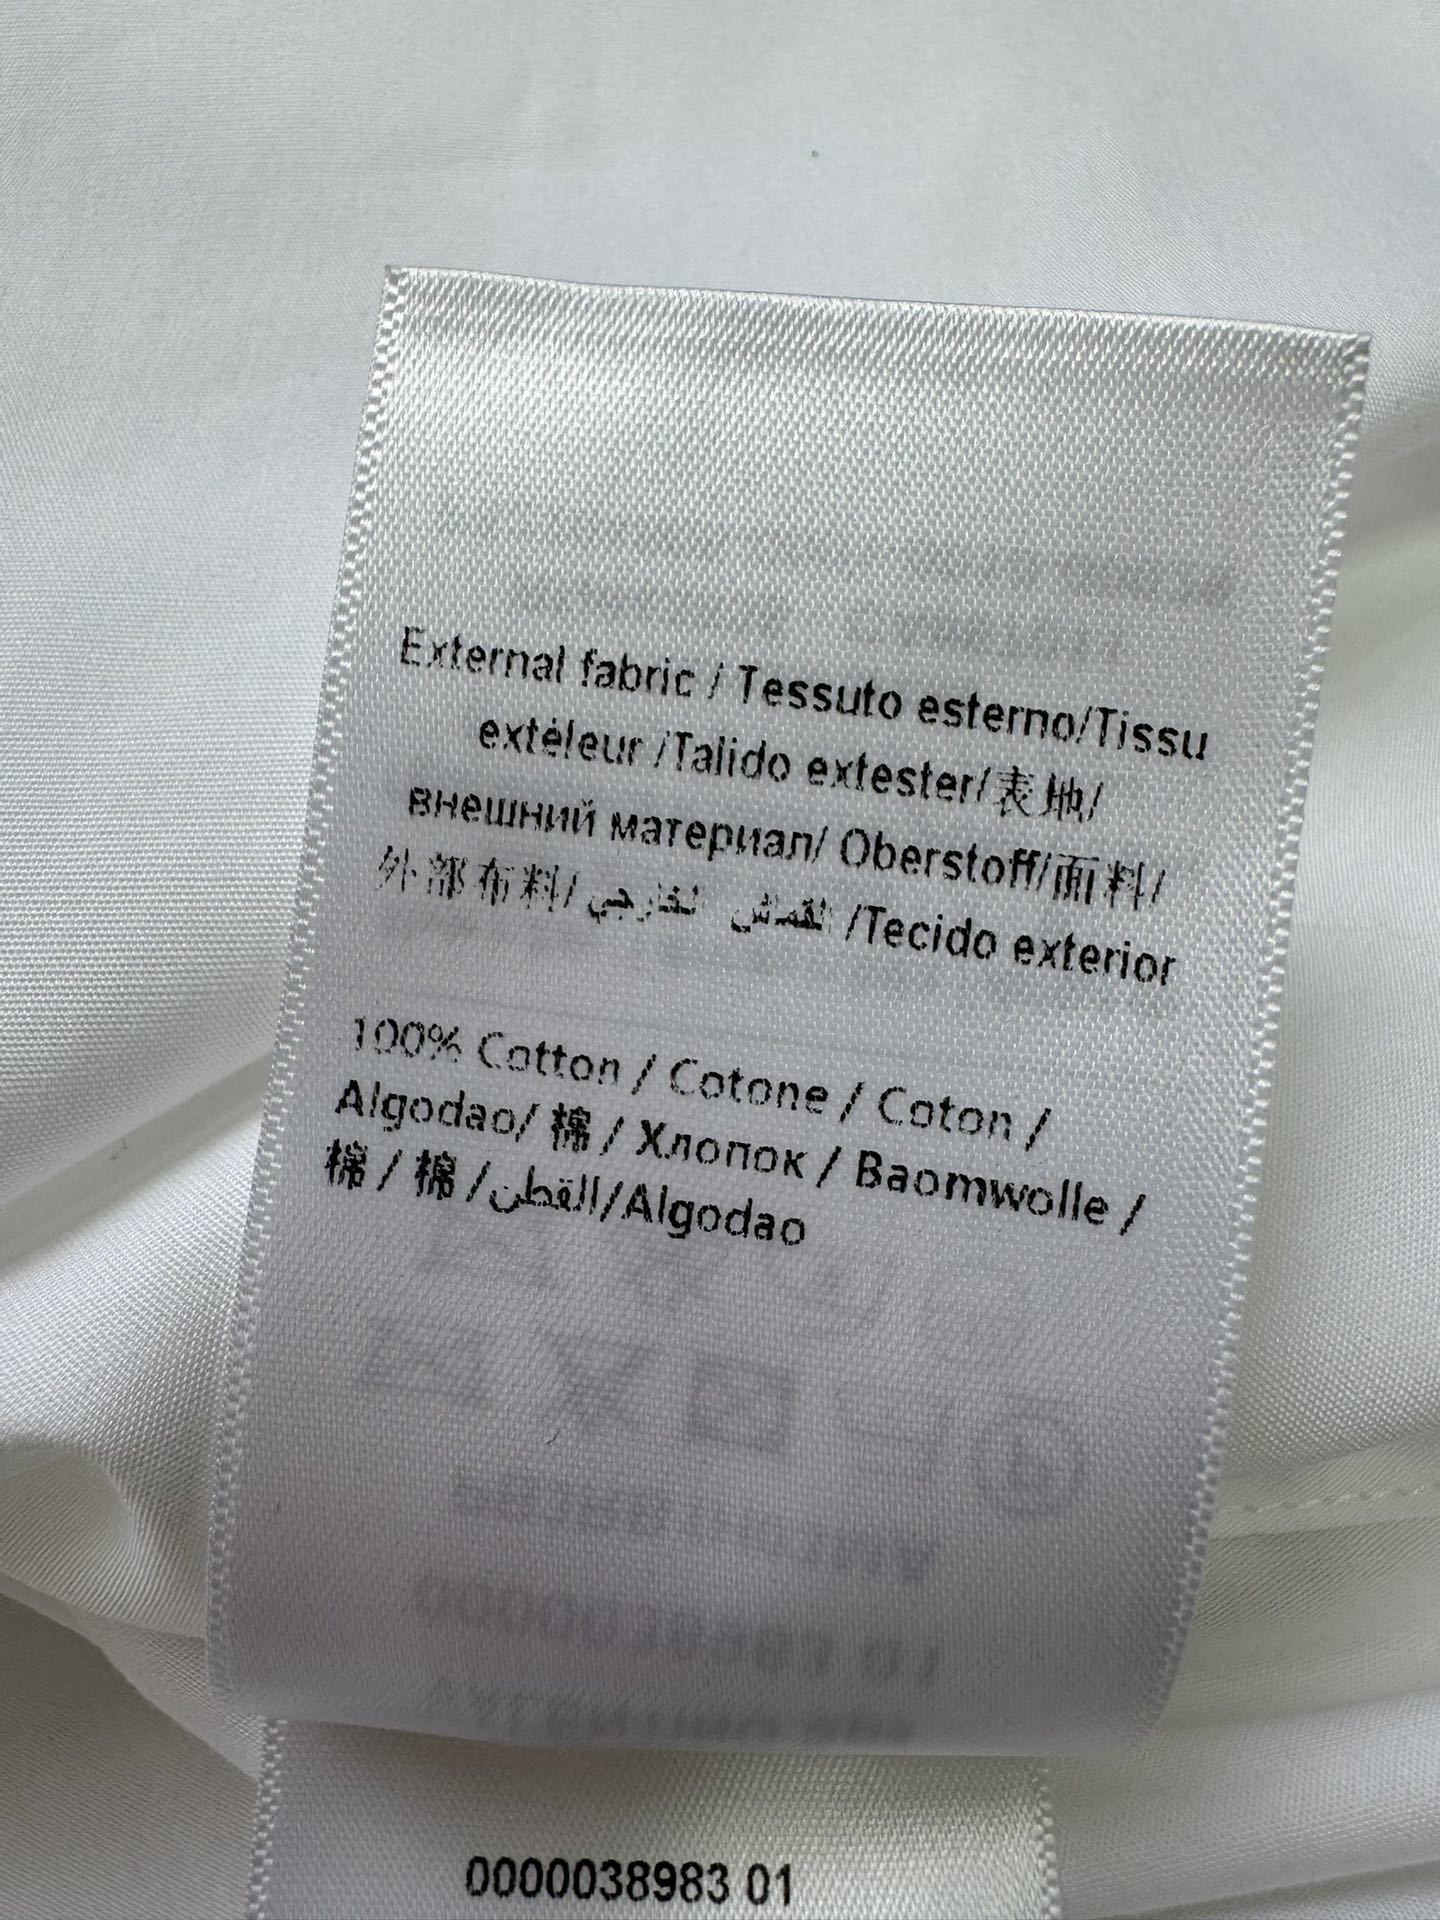 External fabric / Tessuto esterno/Tissu
extéleur /Talido extester/表地/
внешний материал/ Oberstoff/面料/
外部布料/ القماش الخارجي /Tecido exterior
100% Cotton / Cotone / Coton /
Algodao/ 棉 / Хлопок / Baomwolle /
棉 / 棉 /القطن/Algodao
0000038983 01